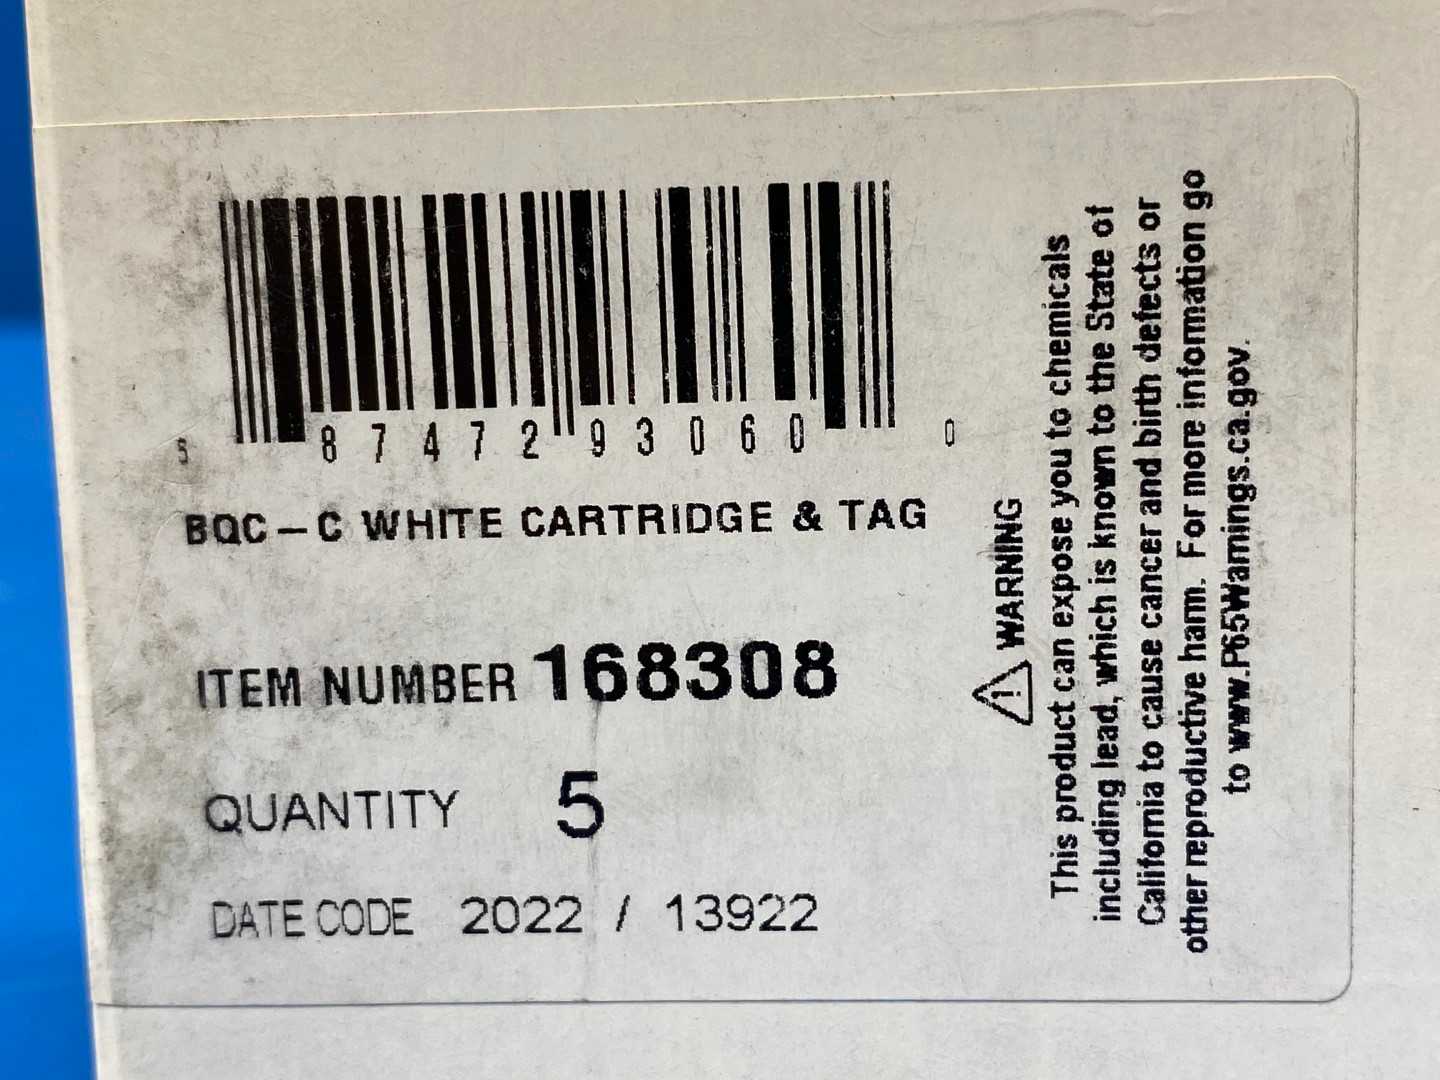 87472 93060 0
BQC – C WHITE CARTRIDGE & TAG
ITEM NUMBER 168308
QUANTITY 5
DATE CODE 2022 / 13922
WARNING
This product can expose you to chemicals
including lead, which is known to the State of
California to cause cancer and birth defects or
other reproductive harm. For more information go
to www.P65Warnings.ca.gov.